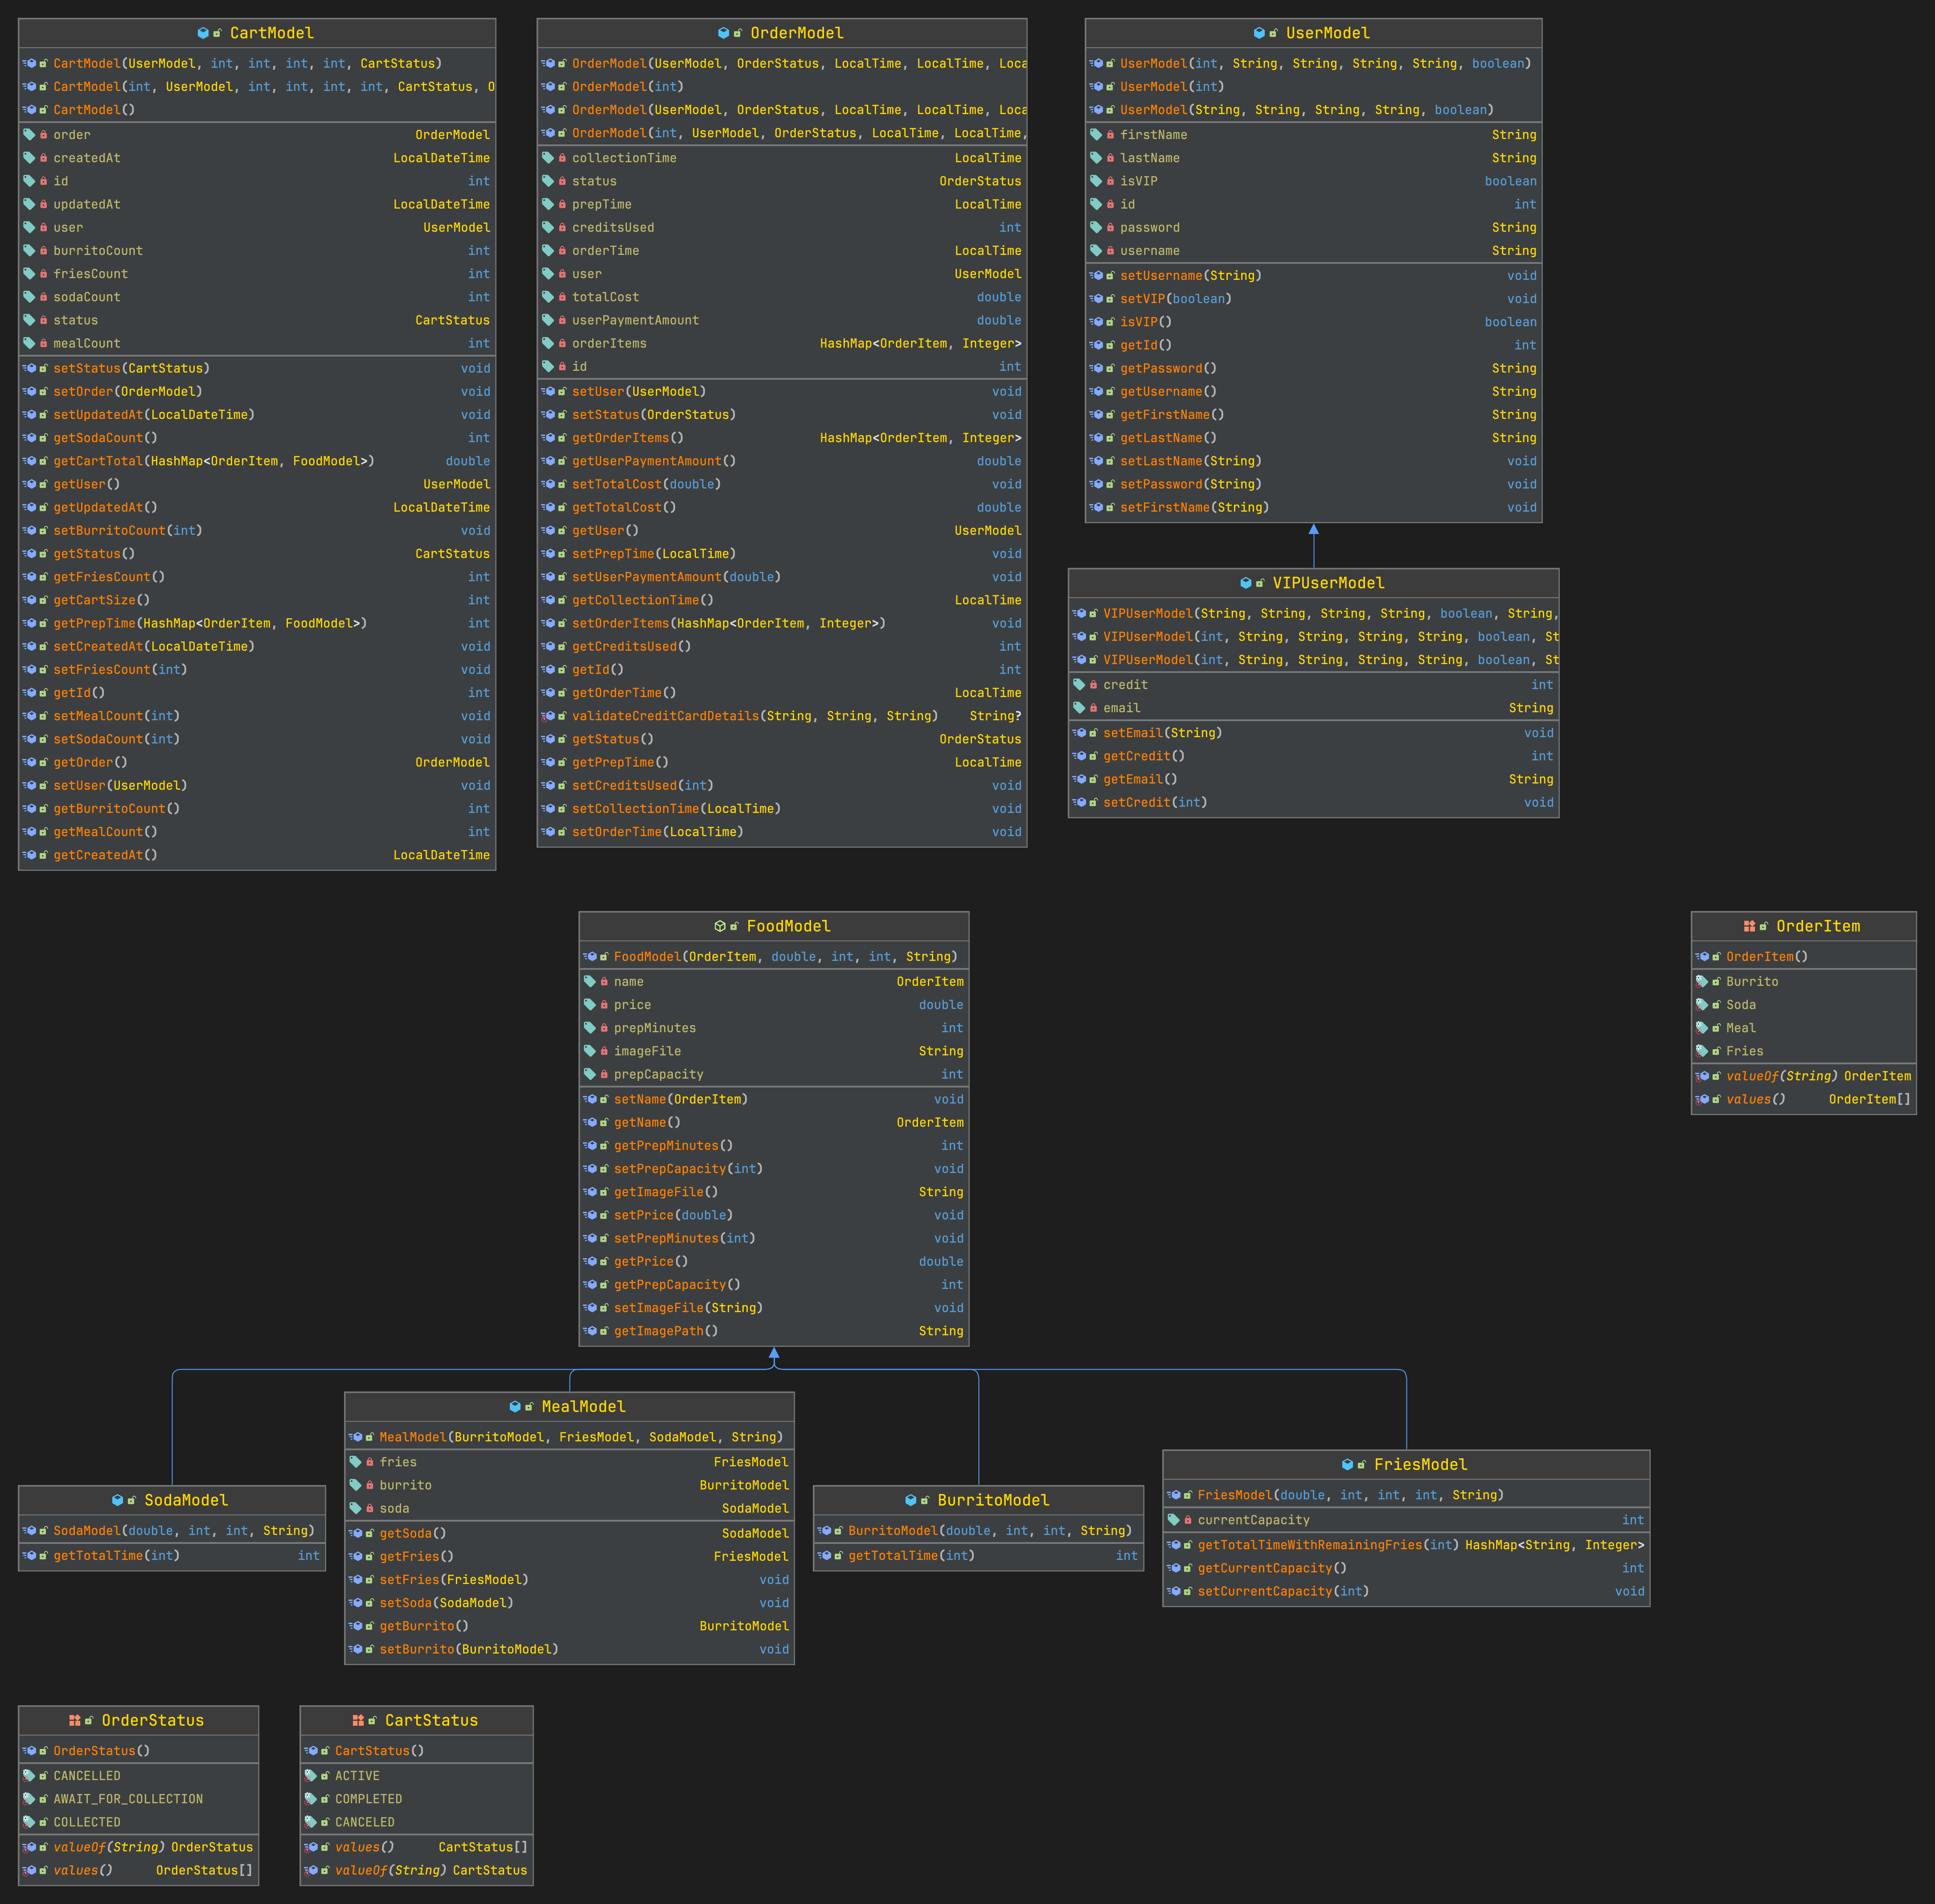 CartModel
CartModel(UserModel, int, int, int, int, CartStatus)
CartModel(int, UserModel, int, int, int, int, CartStatus, O
CartModel()
order OrderModel
createdAt LocalDateTime
id int
updatedAt LocalDateTime
user UserModel
burritoCount int
friesCount int
sodaCount int
status CartStatus
mealCount int
setStatus(CartStatus) void
setOrder(OrderModel) void
setUpdatedAt(LocalDateTime) void
getSodaCount() int
getCartTotal(HashMap<OrderItem, FoodModel>) double
getUser() UserModel
getUpdatedAt() LocalDateTime
setBurritoCount(int) void
getStatus() CartStatus
getFriesCount() int
getCartSize() int
getPrepTime(HashMap<OrderItem, FoodModel>) int
setCreatedAt(LocalDateTime) void
setFriesCount(int) void
getId() int
setMealCount(int) void
setSodaCount(int) void
getOrder() OrderModel
setUser(UserModel) void
getBurritoCount() int
getMealCount() int
getCreatedAt() LocalDateTime
OrderModel
OrderModel(UserModel, OrderStatus, LocalTime, LocalTime, Loca
OrderModel(int)
OrderModel(UserModel, OrderStatus, LocalTime, LocalTime, Loca
OrderModel(int, UserModel, OrderStatus, LocalTime, LocalTime,
collectionTime LocalTime
status OrderStatus
prepTime LocalTime
creditsUsed int
orderTime LocalTime
user UserModel
totalCost double
userPaymentAmount double
orderItems HashMap<OrderItem, Integer>
id int
setUser(UserModel) void
setStatus(OrderStatus) void
getOrderItems() HashMap<OrderItem, Integer>
getUserPaymentAmount() double
setTotalCost(double) void
getTotalCost() double
getUser() UserModel
setPrepTime(LocalTime) void
setUserPaymentAmount(double) void
getCollectionTime() LocalTime
setOrderItems(HashMap<OrderItem, Integer>) void
getCreditsUsed() int
getId() int
getOrderTime() LocalTime
validateCreditCardDetails(String, String, String) String?
getStatus() OrderStatus
getPrepTime() LocalTime
setCreditsUsed(int) void
setCollectionTime(LocalTime) void
setOrderTime(LocalTime) void
UserModel
UserModel(int, String, String, String, String, boolean)
UserModel(int)
UserModel(String, String, String, String, boolean)
firstName String
lastName String
isVIP boolean
id int
password String
username String
setUsername(String) void
setVIP(boolean) void
isVIP() boolean
getId() int
getPassword() String
getUsername() String
getFirstName() String
getLastName() String
setLastName(String) void
setPassword(String) void
setFirstName(String) void
VIPUserModel
VIPUserModel(String, String, String, String, boolean, String,
VIPUserModel(int, String, String, String, String, boolean, St
VIPUserModel(int, String, String, String, String, boolean, St
credit int
email String
setEmail(String) void
getCredit() int
getEmail() String
setCredit(int) void
FoodModel
FoodModel(OrderItem, double, int, int, String)
name OrderItem
price double
prepMinutes int
imageFile String
prepCapacity int
setName(OrderItem) void
getName() OrderItem
getPrepMinutes() int
setPrepCapacity(int) void
getImageFile() String
setPrice(double) void
setPrepMinutes(int) void
getPrice() double
getPrepCapacity() int
setImageFile(String) void
getImagePath() String
OrderItem
OrderItem()
Burrito
Soda
Meal
Fries
valueOf(String) OrderItem
values() OrderItem[]
SodaModel
SodaModel(double, int, int, String)
getTotalTime(int) int
MealModel
MealModel(BurritoModel, FriesModel, SodaModel, String)
fries FriesModel
burrito BurritoModel
soda SodaModel
getSoda() SodaModel
getFries() FriesModel
setFries(FriesModel) void
setSoda(SodaModel) void
getBurrito() BurritoModel
setBurrito(BurritoModel) void
BurritoModel
BurritoModel(double, int, int, String)
getTotalTime(int) int
FriesModel
FriesModel(double, int, int, int, String)
currentCapacity int
getTotalTimeWithRemainingFries(int) HashMap<String, Integer>
getCurrentCapacity() int
setCurrentCapacity(int) void
OrderStatus
OrderStatus()
CANCELLED
AWAIT_FOR_COLLECTION
COLLECTED
valueOf(String) OrderStatus
values() OrderStatus[]
CartStatus
CartStatus()
ACTIVE
COMPLETED
CANCELED
values() CartStatus[]
valueOf(String) CartStatus